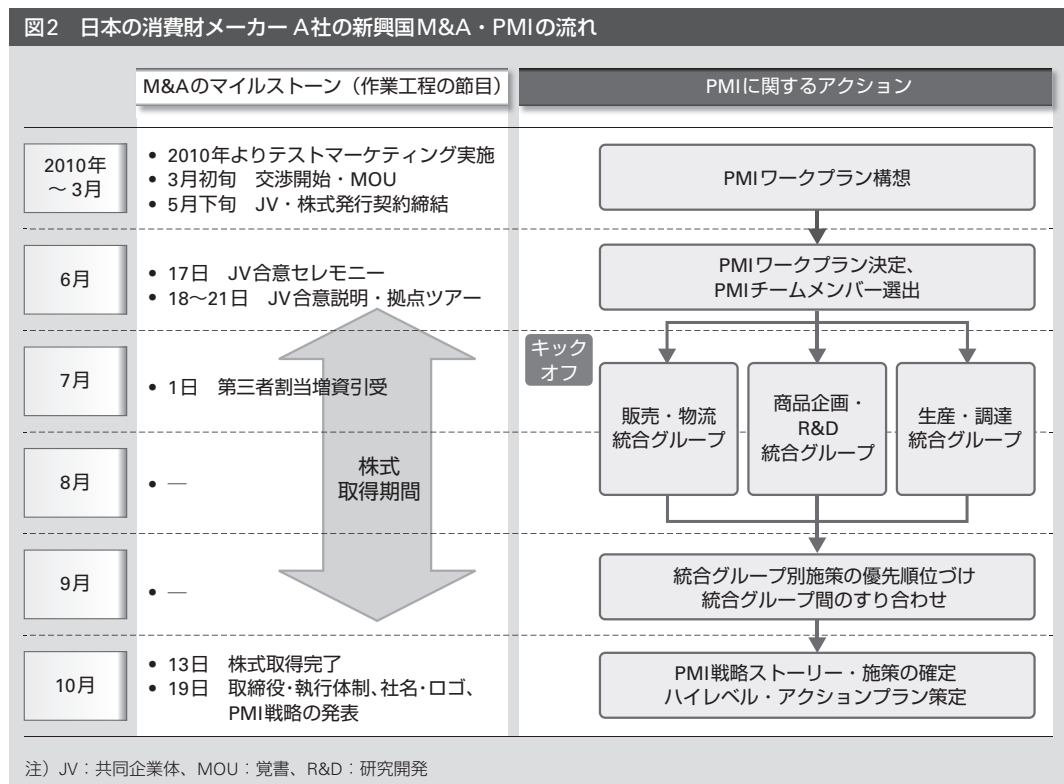 図2 日本の消費財メーカー A社の新興国M&A・PMIの流れ
M&Aのマイルストーン（作業工程の節目）
PMIに関するアクション
2010年
～3月
• 2010年よりテストマーケティング実施
• 3月初旬 交渉開始・MOU
• 5月下旬 JV・株式発行契約締結
PMIワークプラン構想
6月
• 17日 JV合意セレモニー
• 18～21日 JV合意説明・拠点ツアー
PMIワークプラン決定、
PMIチームメンバー選出
キック
オフ
7月
• 1日 第三者割当増資引受
販売・物流
統合グループ
商品企画・
R&D
統合グループ
生産・調達
統合グループ
8月
• —
株式
取得期間
9月
• —
統合グループ別施策の優先順位づけ
統合グループ間のすり合わせ
10月
• 13日 株式取得完了
• 19日 取締役・執行体制、社名・ロゴ、
PMI戦略の発表
PMI戦略ストーリー・施策の確定
ハイレベル・アクションプラン策定
注）JV：共同企業体、MOU：覚書、R&D：研究開発